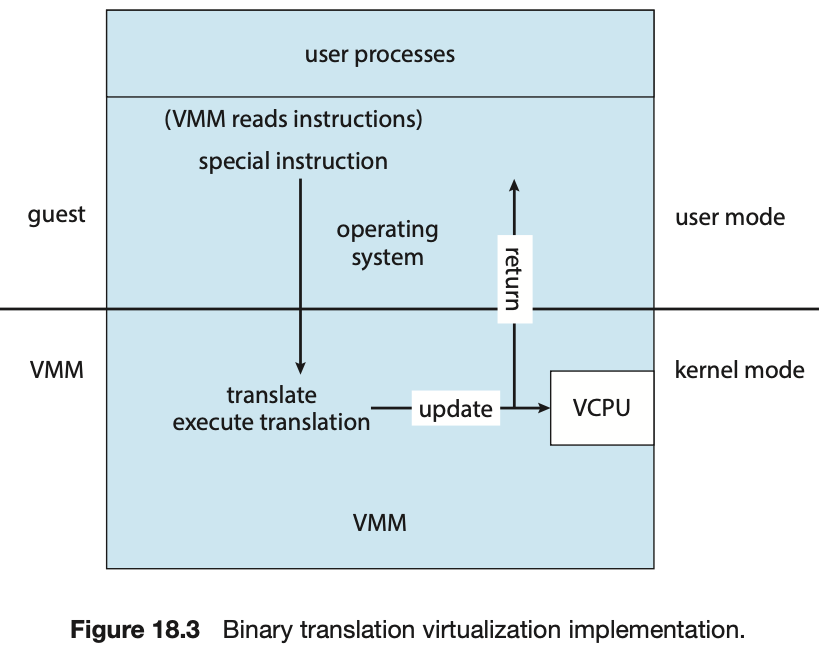 user processes
(VMM reads instructions)
special instruction
guest
user mode
operating
system
return
VMM
kernel mode
translate
execute translation
update
VCPU
VMM
Figure 18.3 Binary translation virtualization implementation.